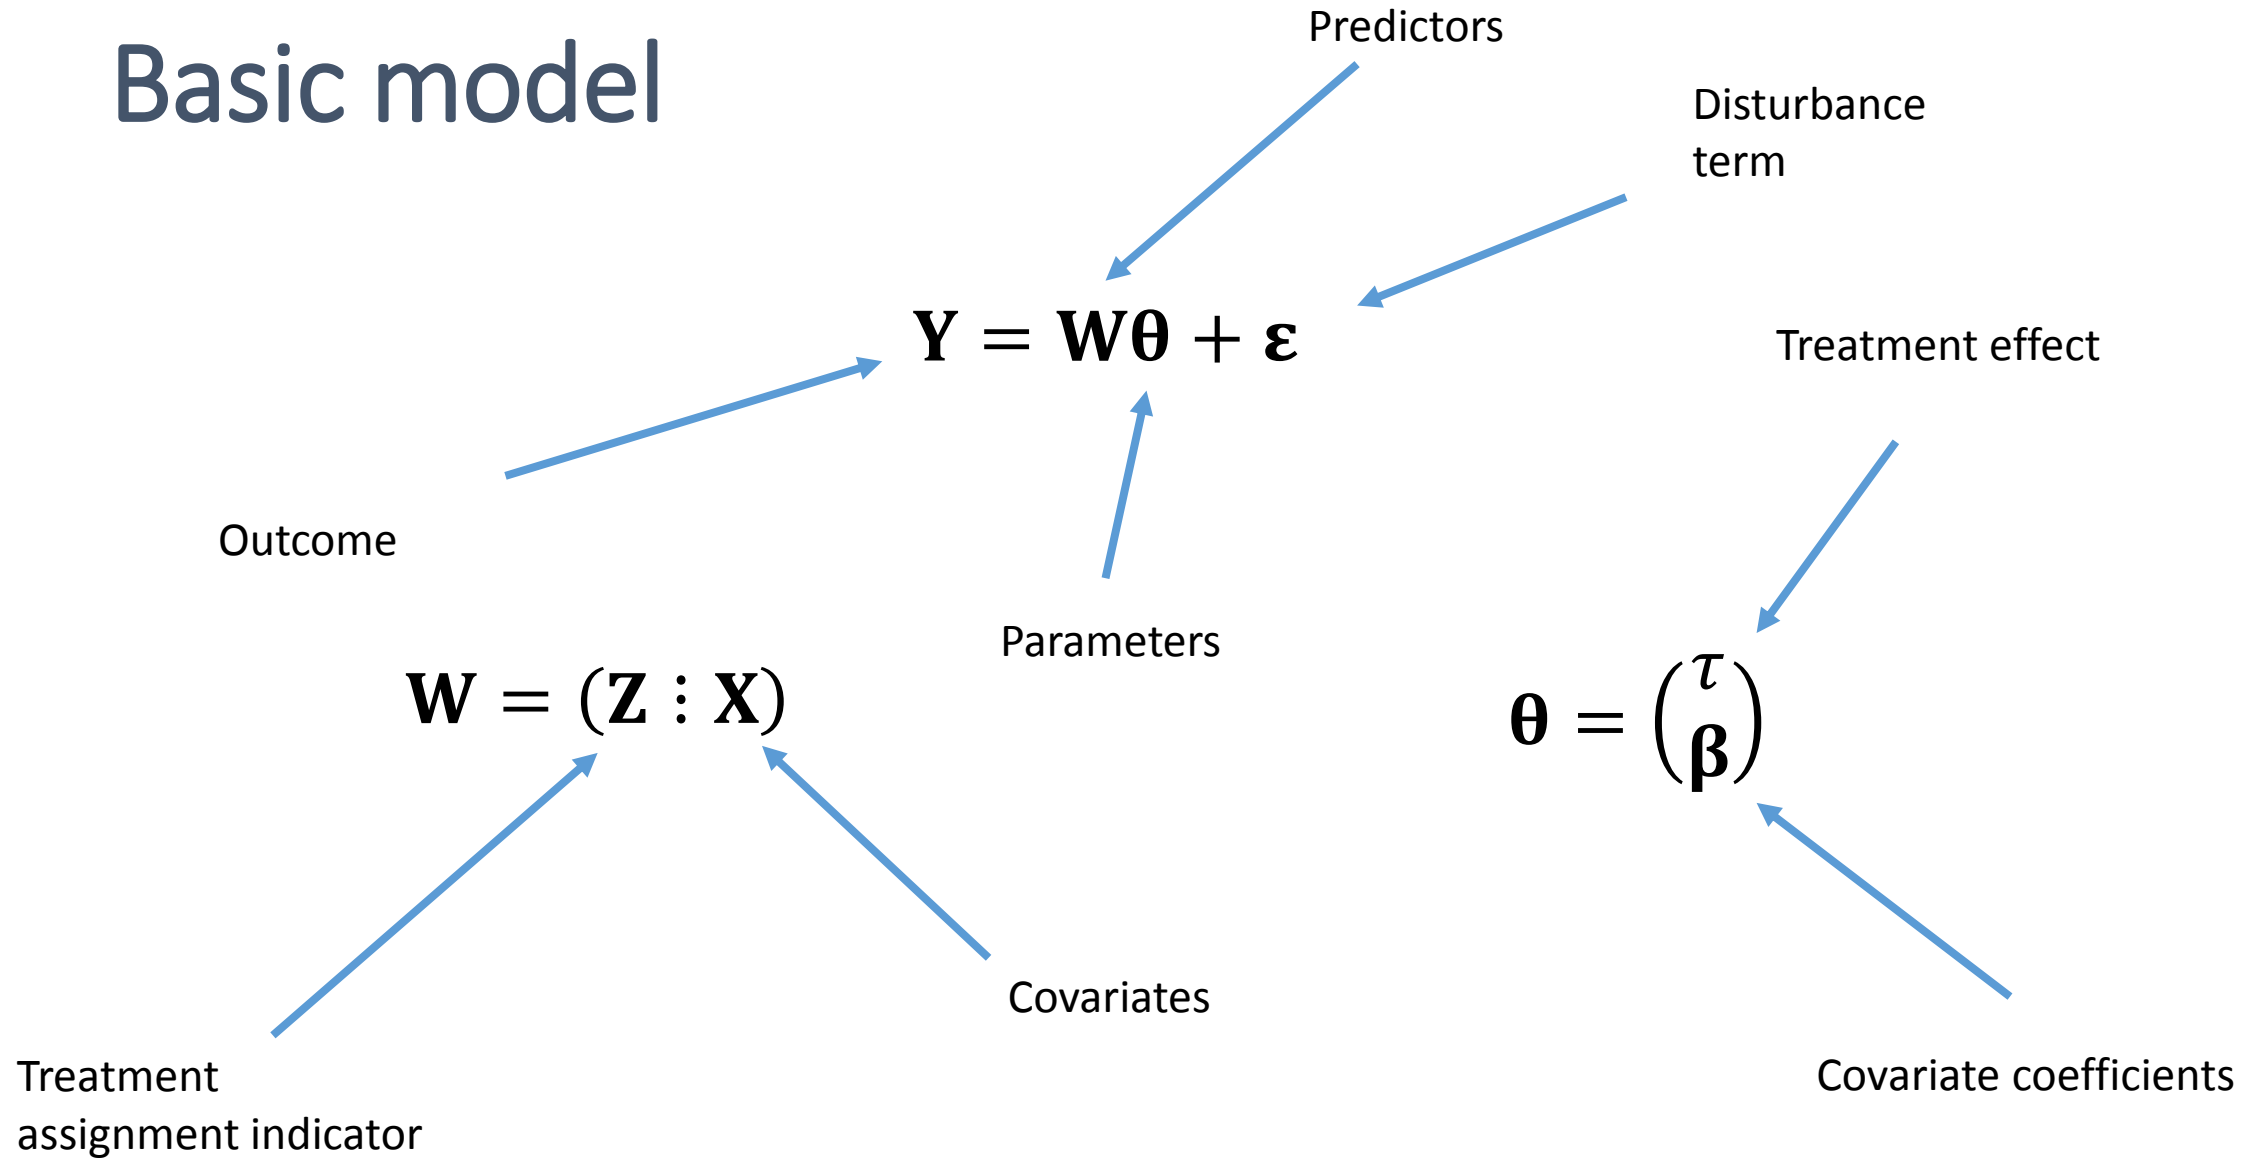 Basic model
Predictors
Disturbance
term
𝐘 = 𝐖𝛉 + 𝛆
Treatment effect
Outcome
Parameters
𝐖 = (𝐙 ⋮ 𝐗)
𝛉 = (𝜏
𝛃)
Covariates
Treatment
assignment indicator
Covariate coefficients